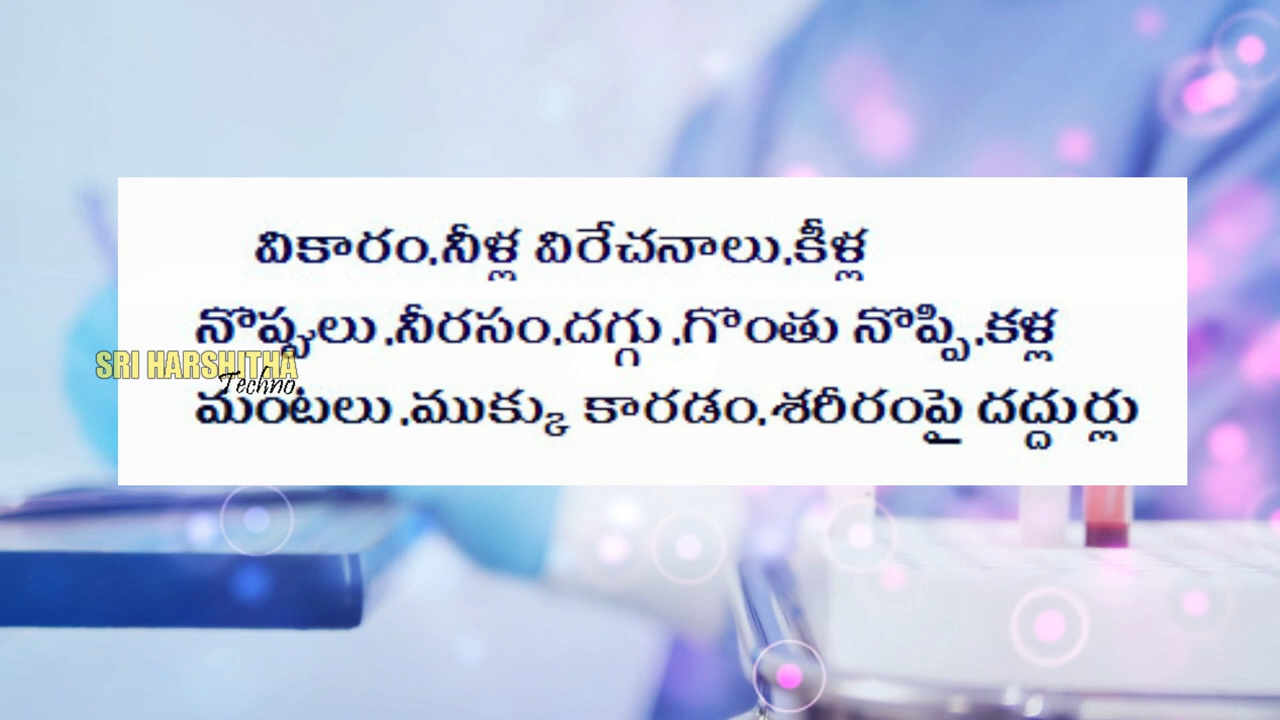 వికారం.నీళ్ల విరేచనాలు.కీళ్ల
నొప్పులు .నీరసం.దగ్గు .గొంతు నొప్పి.కళ్ల
SRI HARSHITHA
Techno
మంటలు .ముక్కు కారడం.శరీరంపై దద్దుర్లు